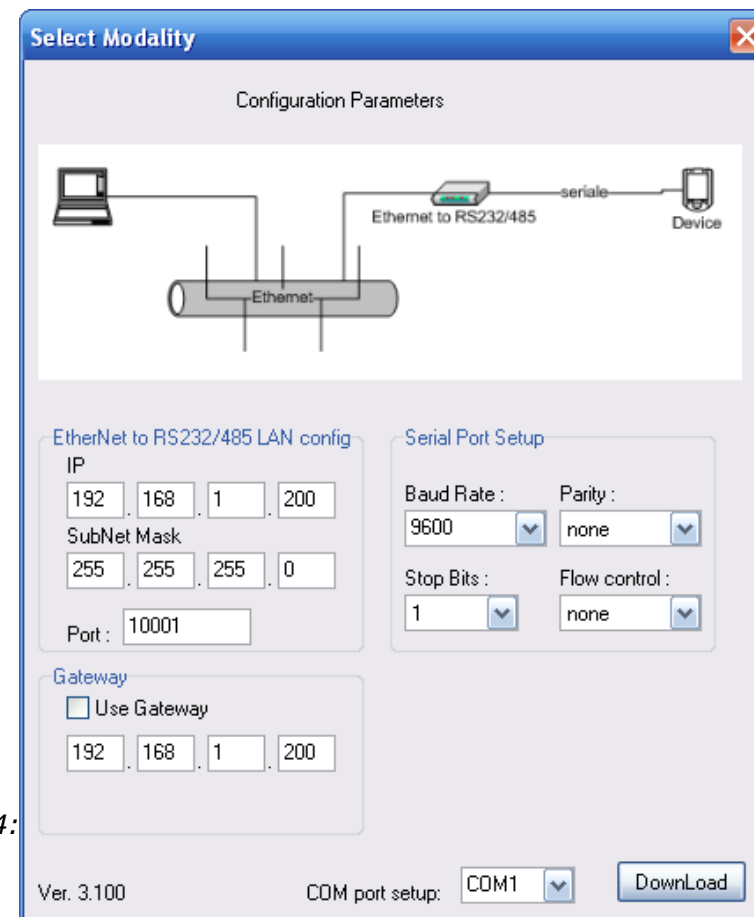 Select Modality
Configuration Parameters
seriale
Ethernet to RS232/485
Device
Ethernet
EtherNet to RS232/485 LAN config
IP
192 . 168 . 1 . 200
SubNet Mask
255 . 255 . 255 . 0
Port : 10001
Serial Port Setup
Baud Rate : Parity :
9600 none
Stop Bits : Flow control :
1 none
Gateway
Use Gateway
192 . 168 . 1 . 200
4:
Ver. 3.100 COM port setup: COM1 DownLoad